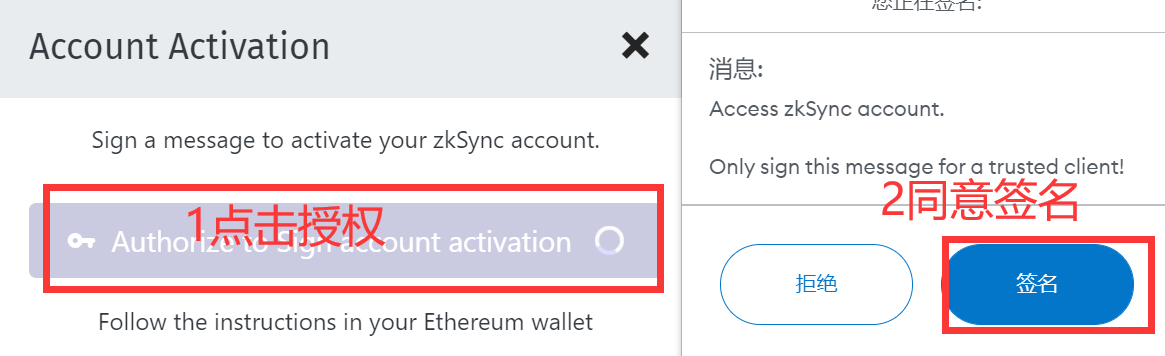 Account Activation
Sign a message to activate your zkSync account.
1点击授权
Authorize to Sign account activation
Follow the instructions in your Ethereum wallet
您正在签名:
消息:
Access zkSync account.
Only sign this message for a trusted client!
2同意签名
拒绝
签名